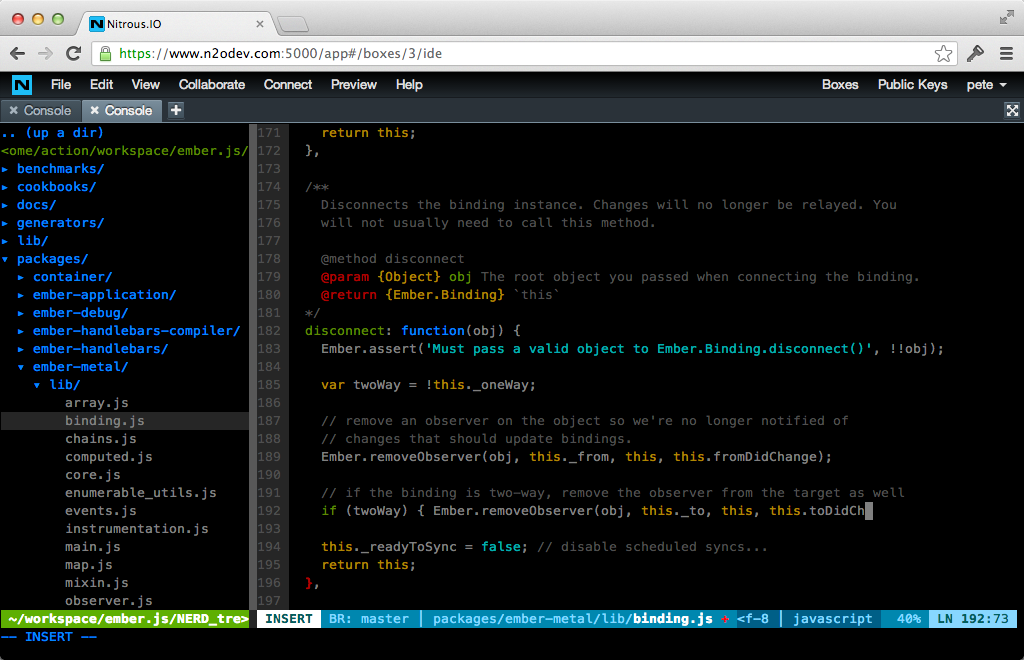 Nitrous.IO
https://www.n2odev.com:5000/app#/boxes/3/ide
N File Edit View Collaborate Connect Preview Help Boxes Public Keys pete
Console Console
.. (up a dir)
<ome/action/workspace/ember.js/
benchmarks/
cookbooks/
docs/
generators/
lib/
packages/
container/
ember-application/
ember-debug/
ember-handlebars-compiler/
ember-handlebars/
ember-metal/
lib/
array.js
binding.js
chains.js
computed.js
core.js
enumerable_utils.js
events.js
instrumentation.js
main.js
map.js
mixin.js
observer.js
171 return this;
172 },
173
174 /**
175 Disconnects the binding instance. Changes will no longer be relayed. You
176 will not usually need to call this method.
177
178 @method disconnect
179 @param {Object} obj The root object you passed when connecting the binding.
180 @return {Ember.Binding} `this`
181 */
182 disconnect: function(obj) {
183 Ember.assert('Must pass a valid object to Ember.Binding.disconnect()', !!obj);
184
185 var twoWay = !this._oneWay;
186
187 // remove an observer on the object so we're no longer notified of
188 // changes that should update bindings.
189 Ember.removeObserver(obj, this._from, this, this.fromDidChange);
190
191 // if the binding is two-way, remove the observer from the target as well
192 if (twoWay) { Ember.removeObserver(obj, this._to, this, this.toDidCh
193
194 this._readyToSync = false; // disable scheduled syncs...
195 return this;
196 },
197
~/workspace/ember.js/NERD_tre> INSERT BR: master | packages/ember-metal/lib/binding.js + <f-8 | javascript 40% LN 192:73
-- INSERT --